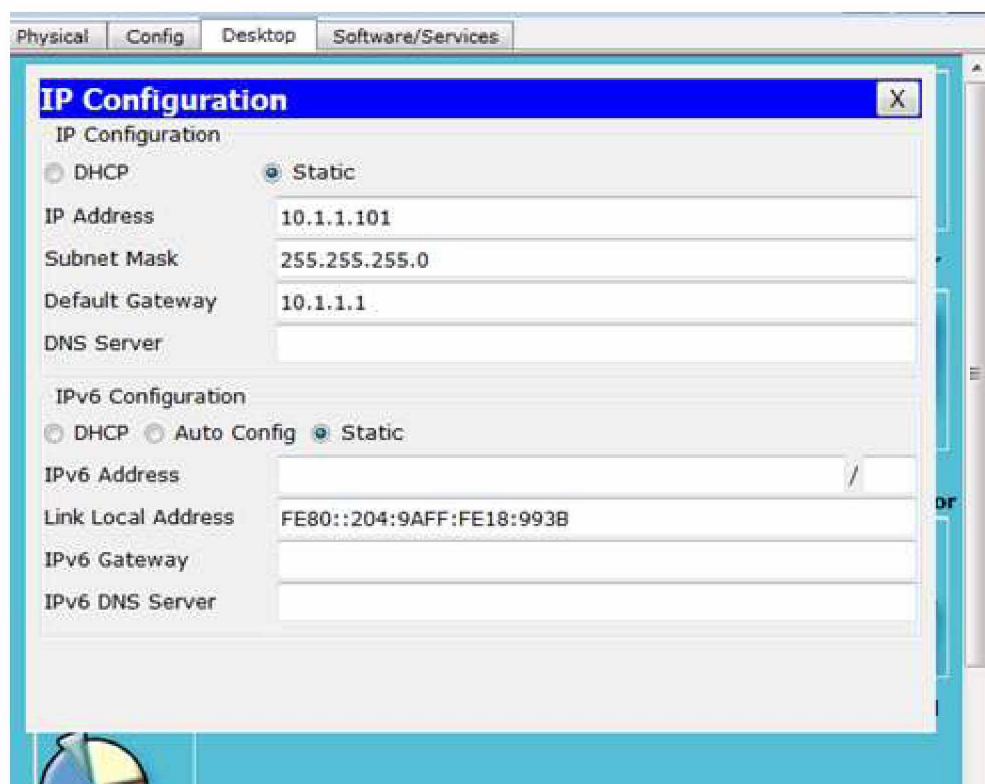 Physical Config Desktop Software/Services
IP Configuration X
IP Configuration
DHCP Static
IP Address 10.1.1.101
Subnet Mask 255.255.255.0
Default Gateway 10.1.1.1
DNS Server
IPv6 Configuration
DHCP Auto Config Static
IPv6 Address /
Link Local Address FE80::204:9AFF:FE18:993B
or
IPv6 Gateway
IPv6 DNS Server